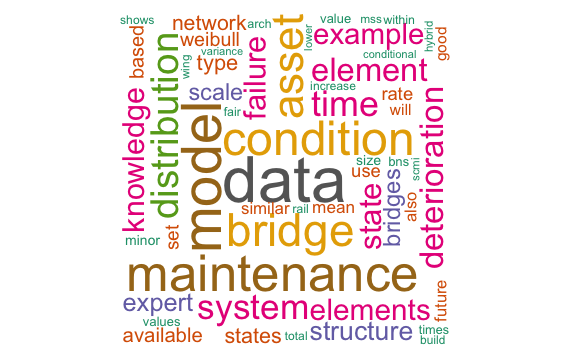 shows
network
arch
value
mss
within
weibull
lower
example
hybrid
good
based
variance
conditional
wing
type
failure
asset
element
distribution
scale
increase
time
rate
will
fair
knowledge
model
condition
deterioration
data
size
bns
scmi
use
similar
rail
mean
state
bridges
also
minor
set
bridge
maintenance
expert
system
elements
future
values
available
states
total
structure
times
build